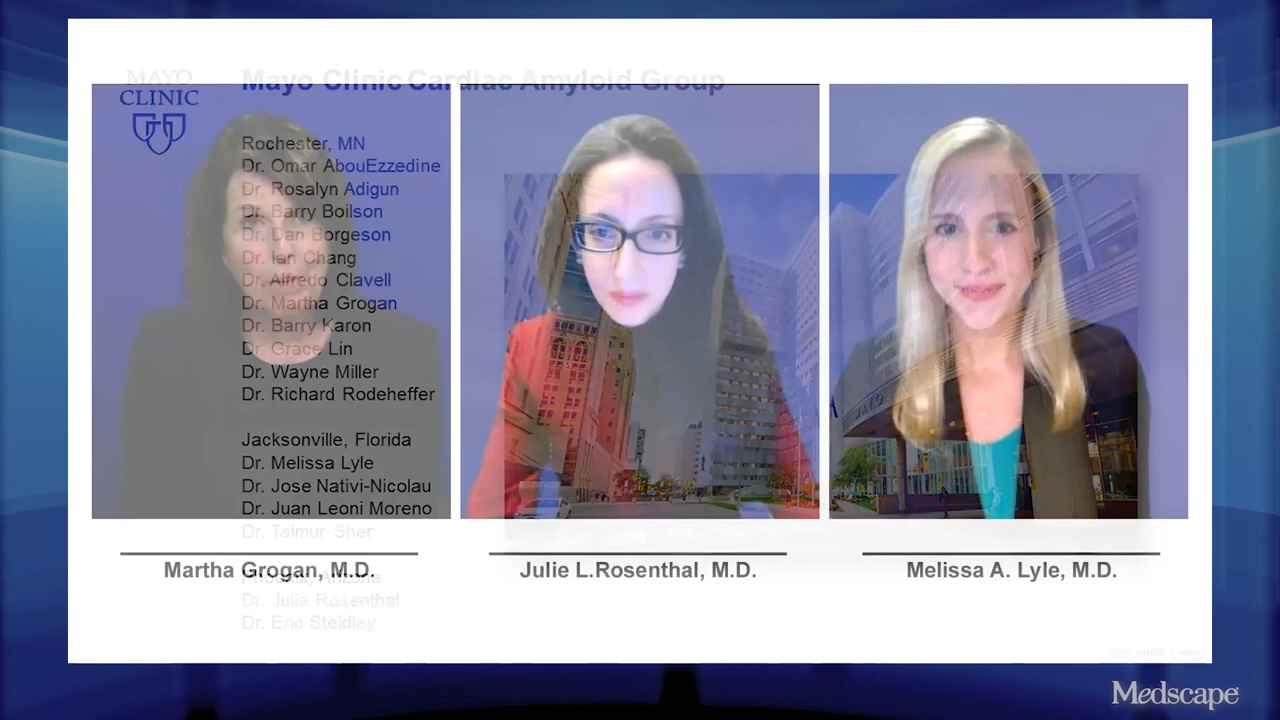 MAYO
CLINIC
Mayo Clinic Cardiac Amyloid Group
Rochester, MN
Dr. Omar AbouEzzedine
Dr. Rosalyn Adigun
Dr. Barry Boilson
Dr. Dan Borgeson
Dr. Ian Chang
Dr. Alfredo Clavell
Dr. Martha Grogan
Dr. Barry Karon
Dr. Grace Lin
Dr. Wayne Miller
Dr. Richard Rodeheffer
Jacksonville, Florida
Dr. Melissa Lyle
Dr. Jose Nativi-Nicolau
Dr. Juan Leoni Moreno
Dr. Taimur Sher
Phoenix, Arizona
Dr. Julie Rosenthal
Dr. Eric Steidley
Martha Grogan, M.D.
Julie L.Rosenthal, M.D.
Melissa A. Lyle, M.D.
Medscape